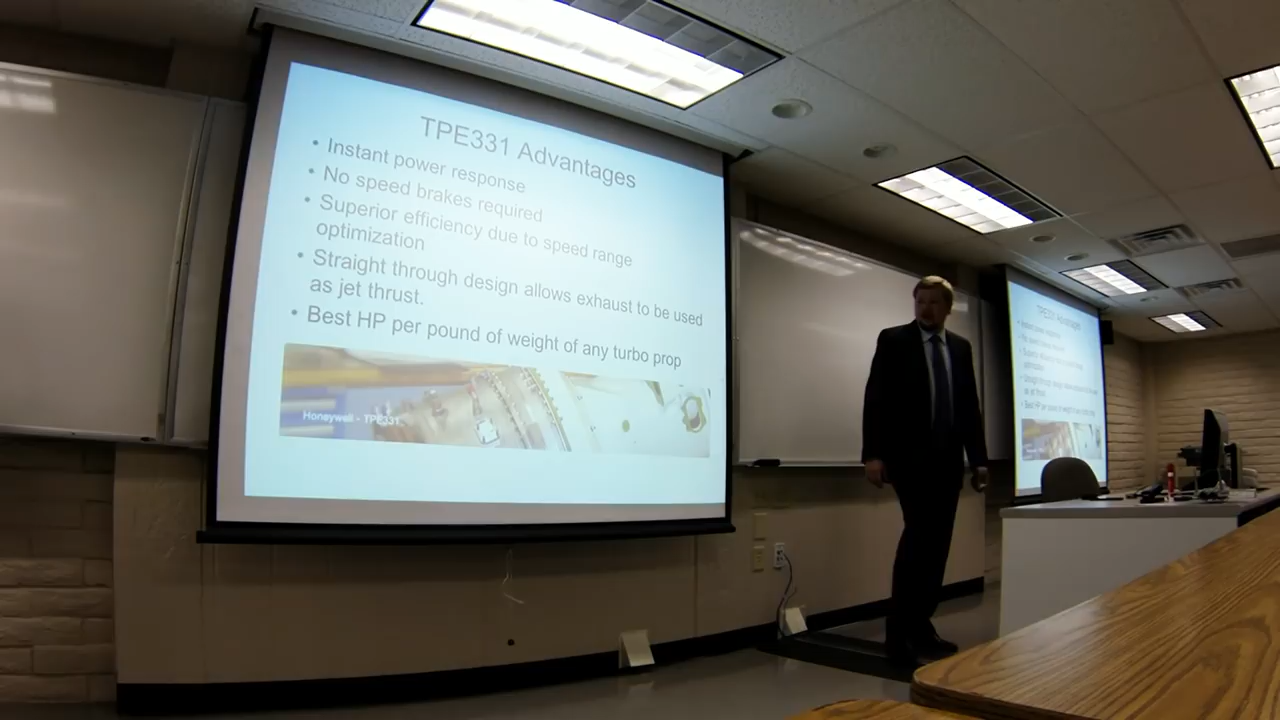 TPE331 Advantages
• Instant power response
• No speed brakes required
• Superior efficiency due to speed range
optimization
• Straight through design allows exhaust to be used
as jet thrust.
• Best HP per pound of weight of any turbo prop
Honeywell - TPE331
TPE331 Advantages